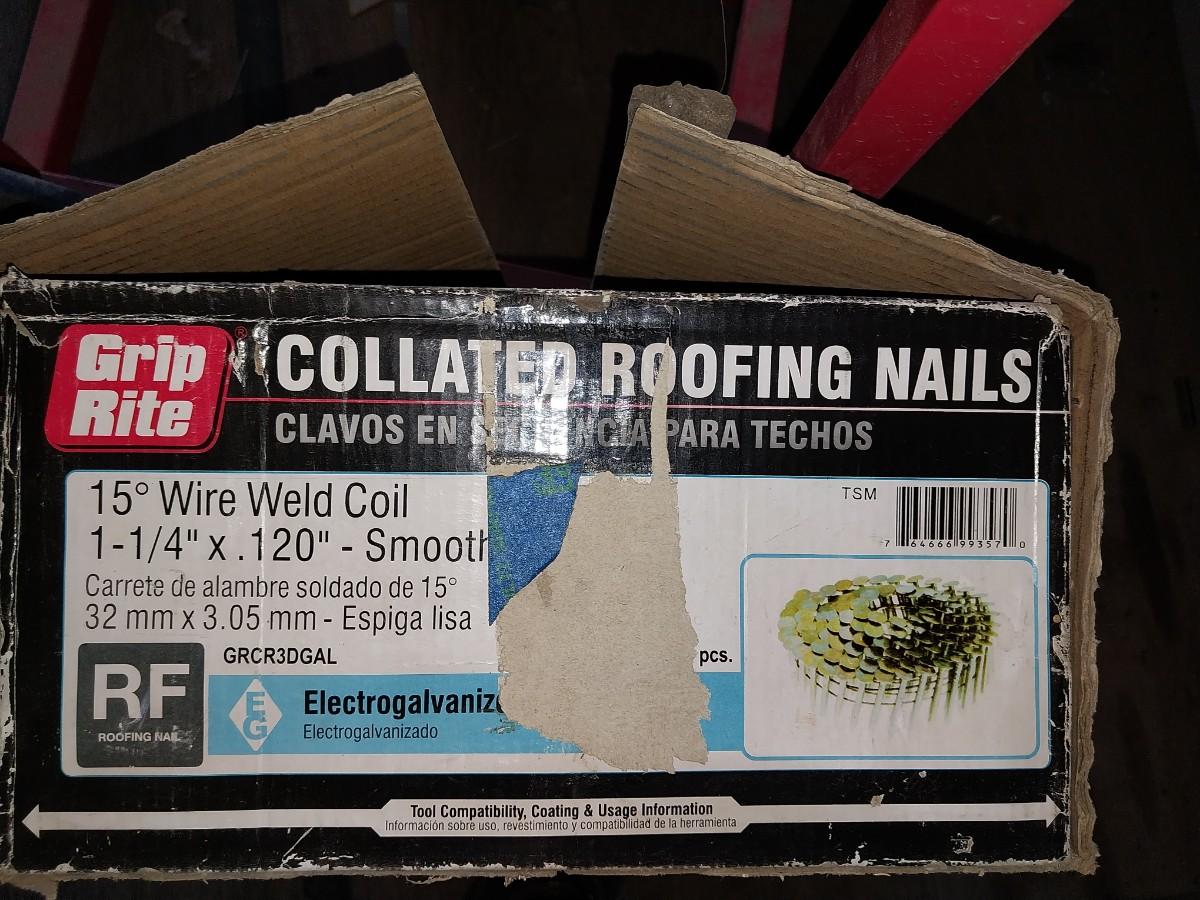 Grip
Rite®
COLLATED ROOFING NAILS
CLAVOS EN SECUENCIA PARA TECHOS
15° Wire Weld Coil
1-1/4" x .120" - Smooth
Carrete de alambre soldado de 15°
32 mm x 3.05 mm - Espiga lisa
TSM
7 64666 99357 0
GRCR3DGAL
pcs.
RF
ROOFING NAIL
EG
Electrogalvaniz
Electrogalvanizado
Tool Compatibility, Coating & Usage Information
Información sobre uso, revestimiento y compatibilidad de la herramienta